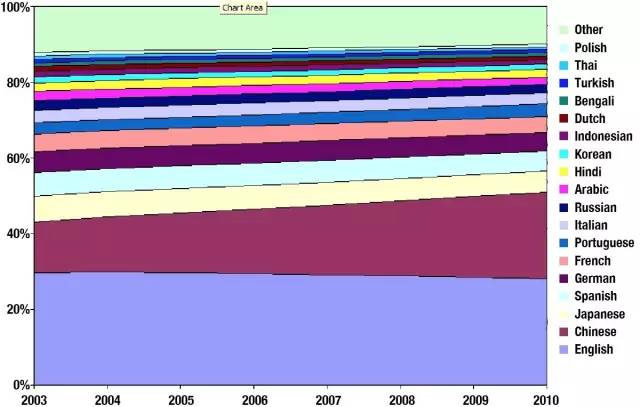 Chart Area
100%
80%
60%
40%
20%
0%
2003 2004 2005 2006 2007 2008 2009 2010
Other
Polish
Thai
Turkish
Bengali
Dutch
Indonesian
Korean
Hindi
Arabic
Russian
Italian
Portuguese
French
German
Spanish
Japanese
Chinese
English